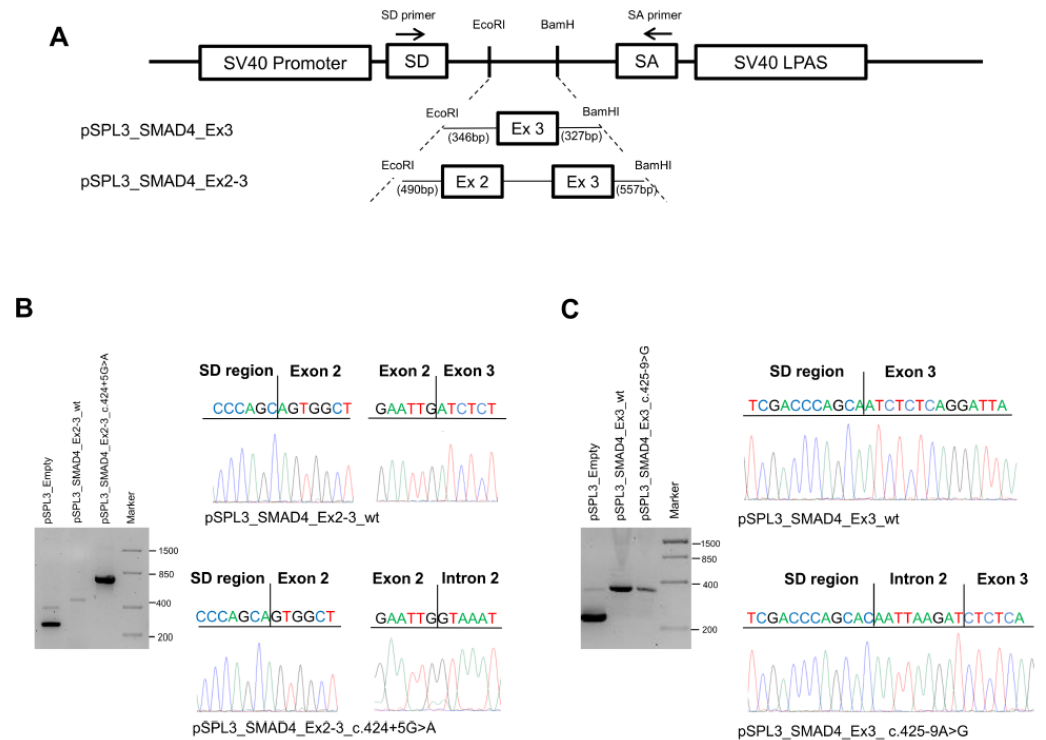 A
SD primer
EcoRI
BamH
SA primer
SV40 Promoter
SD
SA
SV40 LPAS
pSPL3_SMAD4_Ex3
EcoRI
(346bp)
Ex 3
(327bp)
BamHI
pSPL3_SMAD4_Ex2-3
EcoRI
(490bp)
Ex 2
Ex 3
(557bp)
BamHI
B
pSPL3_Empty
pSPL3_SMAD4_Ex2-3_wt
pSPL3_SMAD4_Ex2-3_c.424+5G>A
Marker
1500
850
400
200
SD region Exon 2
CCCAGCAGTGGCT
Exon 2 Exon 3
GAATTGATCTCT
pSPL3_SMAD4_Ex2-3_wt
SD region Exon 2
CCCAGCAGTGGCT
Exon 2 Intron 2
GAATTGGTAAAT
pSPL3_SMAD4_Ex2-3_c.424+5G>A
C
pSPL3_Empty
pSPL3_SMAD4_Ex3_wt
pSPL3_SMAD4_Ex3_c.425-9>G
Marker
1500
850
400
200
SD region Exon 3
TCGACCCAGCAATCTCTCAGGATTA
pSPL3_SMAD4_Ex3_wt
SD region Intron 2 Exon 3
TCGACCCAGCACAATTAAGATCTCTCA
pSPL3_SMAD4_Ex3_ c.425-9A>G